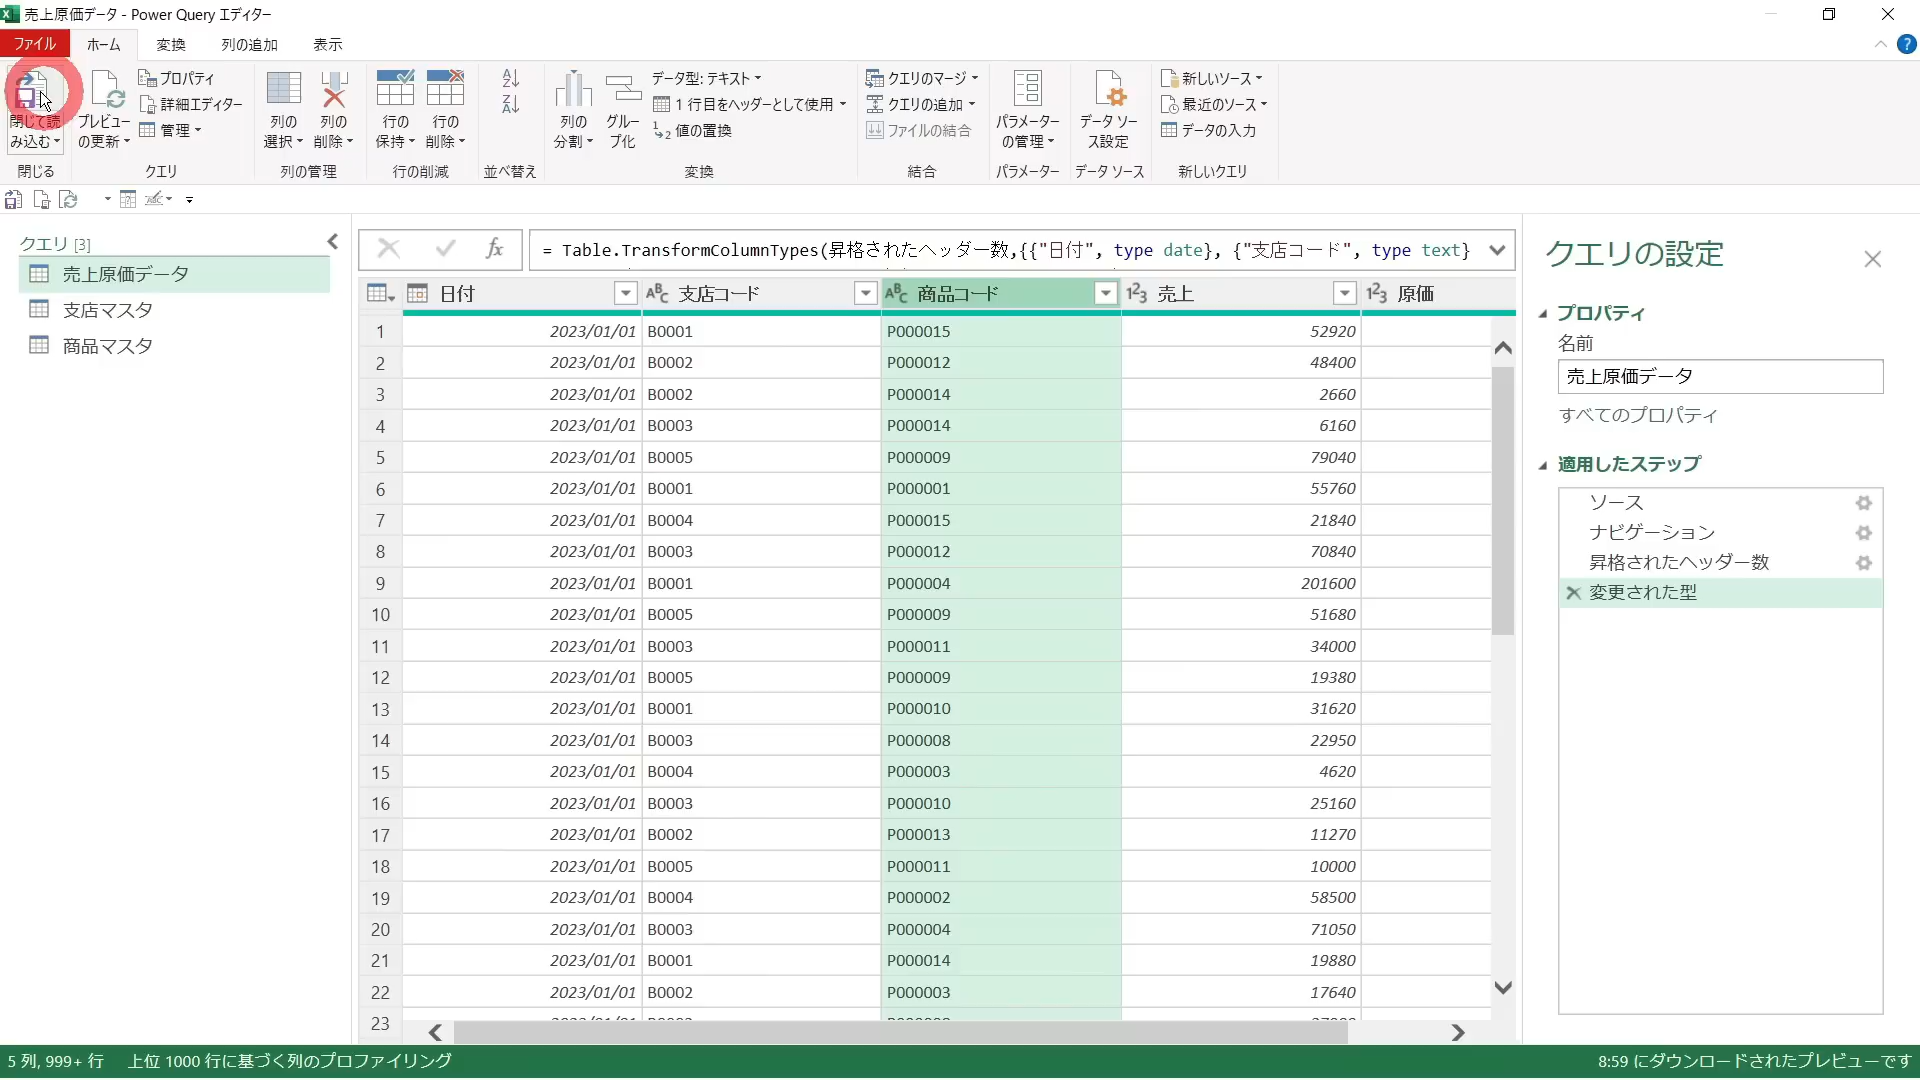 売上原価データ - Power Query エディター
ファイル ホーム 変換 列の追加 表示 ?
閉じて読み込む
プレビューの更新
プロパティ
詳細エディター
管理
列の選択
列の削除
行の保持
行の削除
列の分割
グループ化
データ型: テキスト
1 行目をヘッダーとして使用
値の置換
クエリのマージ
クエリの追加
ファイルの結合
パラメーターの管理
データ ソース設定
新しいソース
最近のソース
データの入力
閉じる クエリ 列の管理 行の削減 並べ替え 変換 結合 パラメーター データ ソース 新しいクエリ
クエリ [3]
売上原価データ
支店マスタ
商品マスタ
= Table.TransformColumnTypes(昇格されたヘッダー数,{{"日付", type date}, {"支店コード", type text}
日付 支店コード 商品コード 売上 原価
1 2023/01/01 B0001 P000015 52920
2 2023/01/01 B0002 P000012 48400
3 2023/01/01 B0002 P000014 2660
4 2023/01/01 B0003 P000014 6160
5 2023/01/01 B0005 P000009 79040
6 2023/01/01 B0001 P000001 55760
7 2023/01/01 B0004 P000015 21840
8 2023/01/01 B0003 P000012 70840
9 2023/01/01 B0001 P000004 201600
10 2023/01/01 B0005 P000009 51680
11 2023/01/01 B0003 P000011 34000
12 2023/01/01 B0005 P000009 19380
13 2023/01/01 B0001 P000010 31620
14 2023/01/01 B0003 P000008 22950
15 2023/01/01 B0004 P000003 4620
16 2023/01/01 B0003 P000010 25160
17 2023/01/01 B0002 P000013 11270
18 2023/01/01 B0005 P000011 10000
19 2023/01/01 B0004 P000002 58500
20 2023/01/01 B0003 P000004 71050
21 2023/01/01 B0001 P000014 19880
22 2023/01/01 B0002 P000003 17640
23
クエリの設定
プロパティ
名前
売上原価データ
すべてのプロパティ
適用したステップ
ソース
ナビゲーション
昇格されたヘッダー数
変更された型
5 列, 999+ 行 上位 1000 行に基づく列のプロファイリング
8:59 にダウンロードされたプレビューです